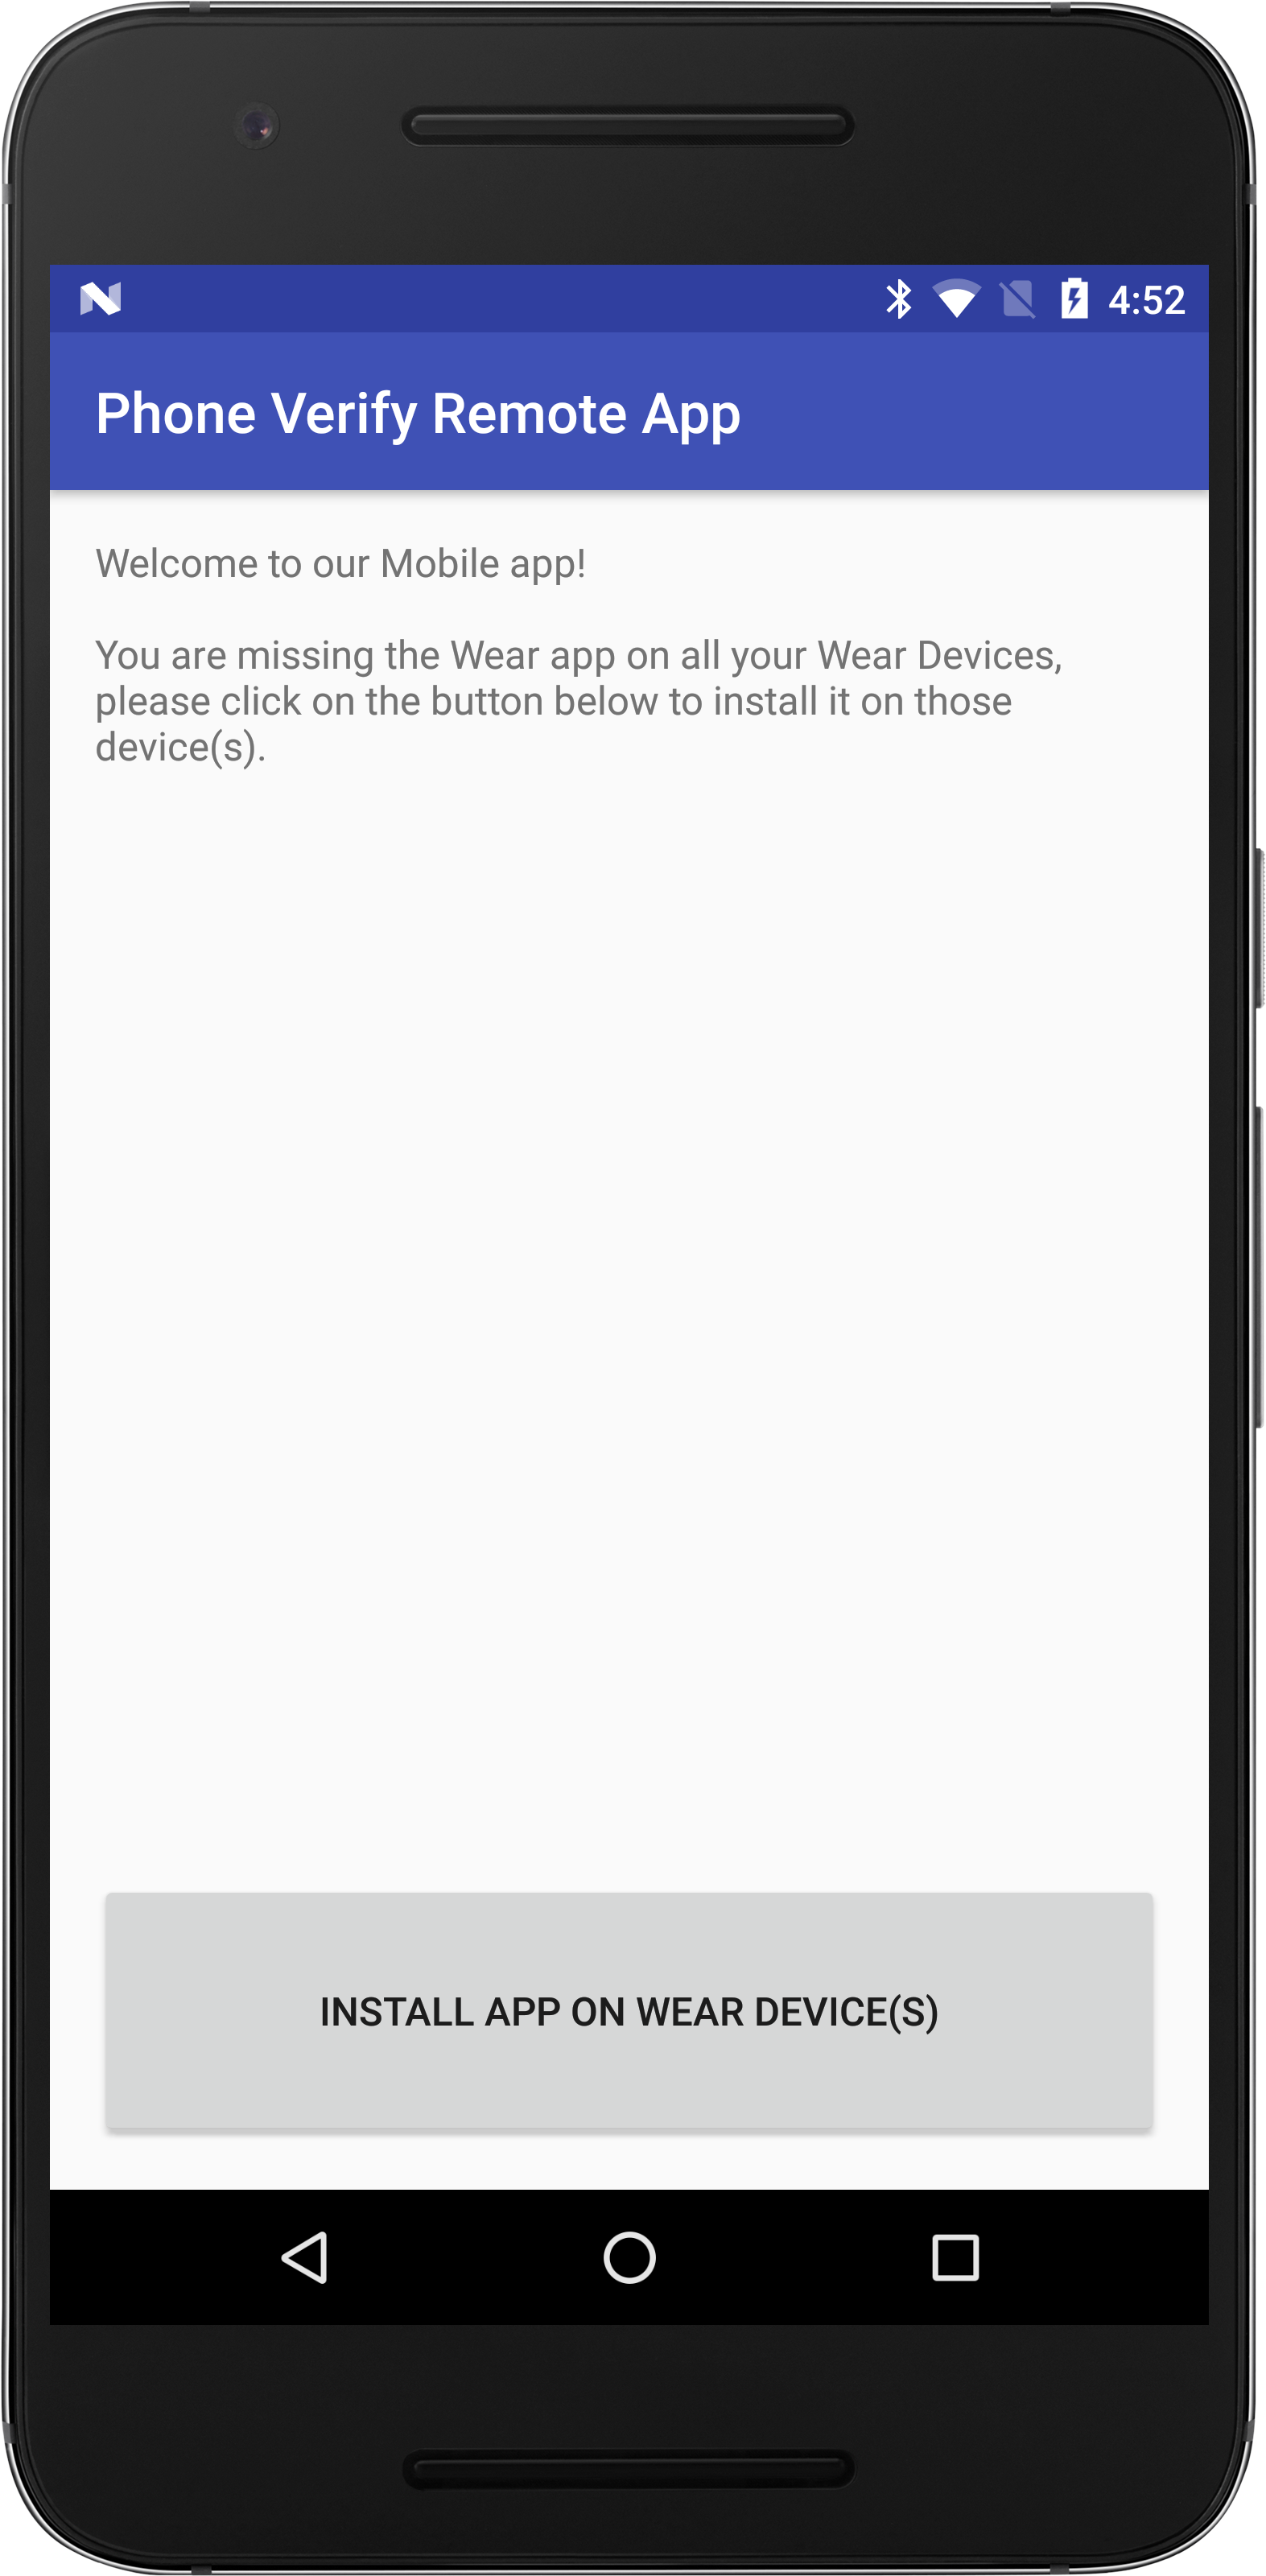 4:52
Phone Verify Remote App
Welcome to our Mobile app!
You are missing the Wear app on all your Wear Devices,
please click on the button below to install it on those
device(s).
INSTALL APP ON WEAR DEVICE(S)